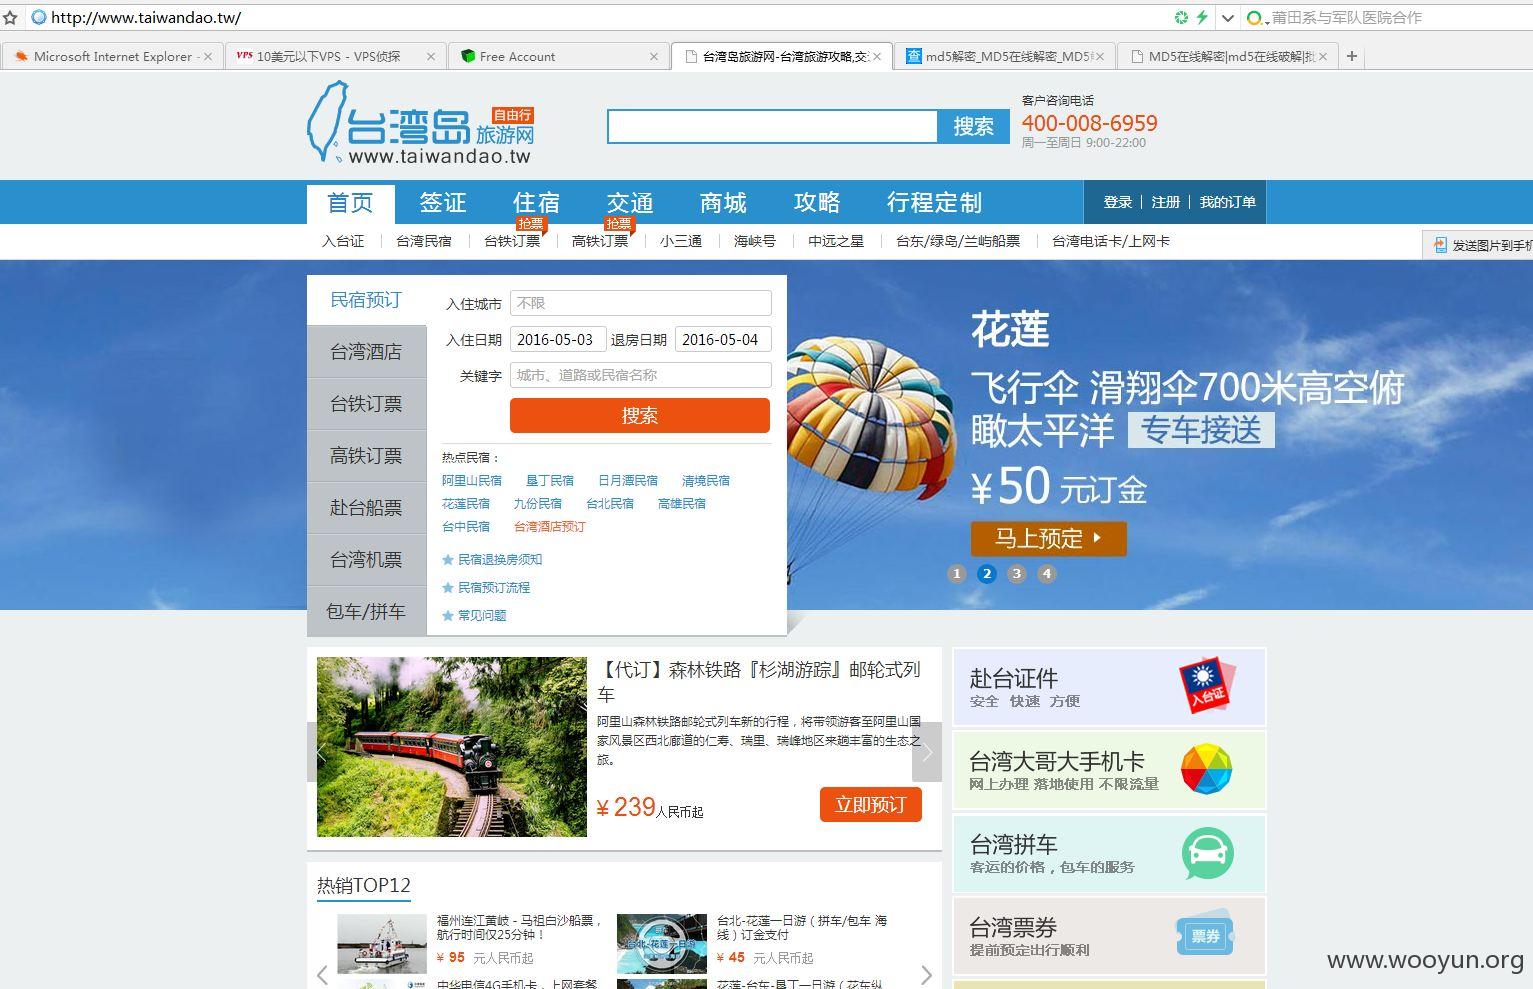 http://www.taiwandao.tw/
莆田系与军队医院合作
Microsoft Internet Explorer -
VPS 10美元以下VPS - VPS侦探
Free Account
台湾岛旅游网-台湾旅游攻略,交
查 md5解密_MD5在线解密_MD5
MD5在线解密|md5在线破解|批
台湾岛 自由行 旅游网
www.taiwandao.tw
搜索
客户咨询电话
400-008-6959
周一至周日 9:00-22:00
首页 签证 住宿 交通 商城 攻略 行程定制
登录 | 注册 | 我的订单
抢票 抢票
入台证 台湾民宿 台铁订票 高铁订票 小三通 海峡号 中远之星 台东/绿岛/兰屿船票 台湾电话卡/上网卡
发送图片到手机
民宿预订
台湾酒店
台铁订票
高铁订票
赴台船票
台湾机票
包车/拼车
入住城市 不限
入住日期 2016-05-03 退房日期 2016-05-04
关键字 城市、道路或民宿名称
搜索
热点民宿：
阿里山民宿 垦丁民宿 日月潭民宿 清境民宿
花莲民宿 九份民宿 台北民宿 高雄民宿
台中民宿 台湾酒店预订
民宿退换房须知
民宿预订流程
常见问题
花莲
飞行伞 滑翔伞700米高空俯
瞰太平洋 专车接送
¥50 元订金
马上预定
1 2 3 4
【代订】森林铁路『杉湖游踪』邮轮式列
车
阿里山森林铁路邮轮式列车新的行程，将带领游客至阿里山国
家风景区西北廊道的仁寿、瑞里、瑞峰地区来趟丰富的生态之
旅。
¥ 239人民币起
立即预订
赴台证件
安全 快速 方便
入台证
台湾大哥大手机卡
网上办理 落地使用 不限流量
台湾拼车
客运的价格，包车的服务
台湾票券
提前预定出行顺利
票券
热销TOP12
福州连江黄岐 - 马祖白沙船票，
航行时间仅25分钟！
¥ 95 元人民币起
台北-花莲一日游
台北-花莲一日游（拼车/包车 海
线）订金支付
¥ 45 元人民币起
中华电信4G手机卡，上网套餐
花莲-台东-垦丁一日游（花东纵
www.wooyun.org